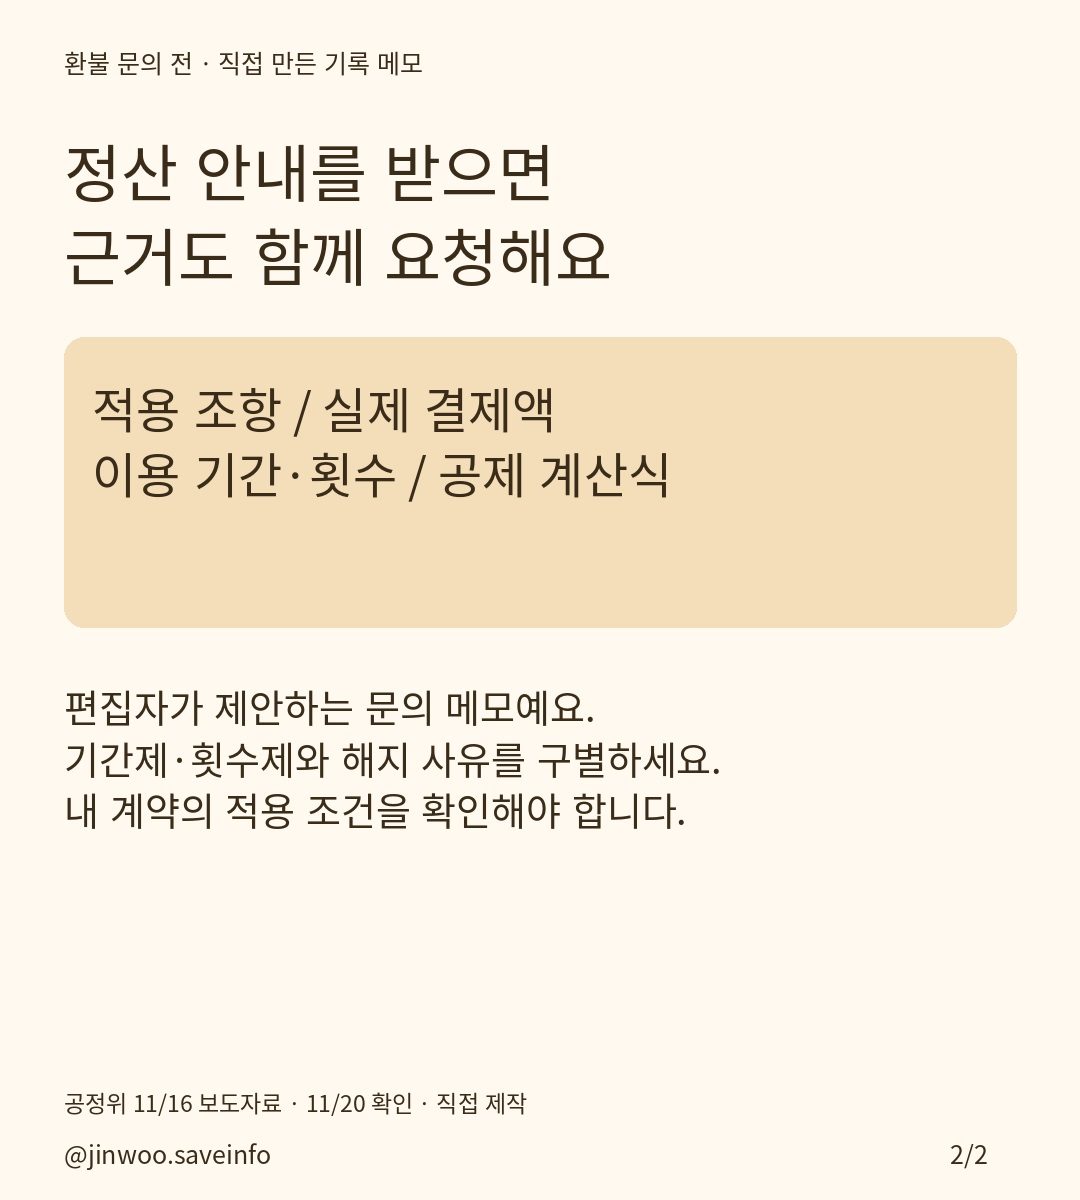 환불 문의 전 · 직접 만든 기록 메모
정산 안내를 받으면
근거도 함께 요청해요
적용 조항 / 실제 결제액
이용 기간·횟수 / 공제 계산식
편집자가 제안하는 문의 메모예요.
기간제·횟수제와 해지 사유를 구별하세요.
내 계약의 적용 조건을 확인해야 합니다.
공정위 11/16 보도자료 · 11/20 확인 · 직접 제작
@jinwoo.saveinfo
2/2